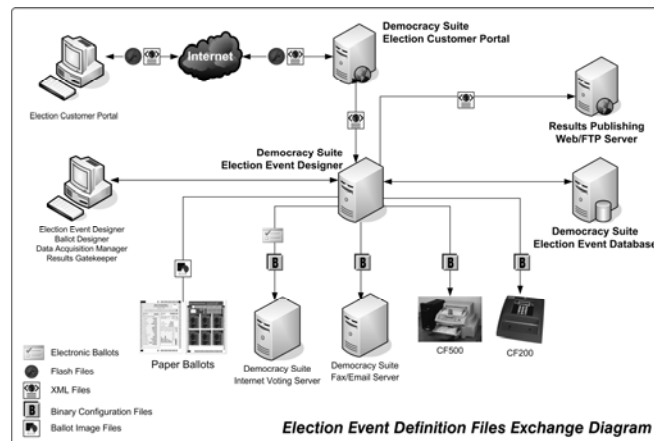 Democracy Suite
Election Customer Portal
Internet
Election Customer Portal
Results Publishing
Web/FTP Server
Democracy Suite
Election Event Designer
Election Event Designer
Ballot Designer
Data Acquisition Manager
Results Gatekeeper
Democracy Suite
Election Event Database
B
B
B
B
Paper Ballots
Democracy Suite
Internet Voting Server
Democracy Suite
Fax/Email Server
CF500
CF200
Electronic Ballots
Flash Files
XML Files
B
Binary Configuration Files
Ballot Image Files
Election Event Definition Files Exchange Diagram